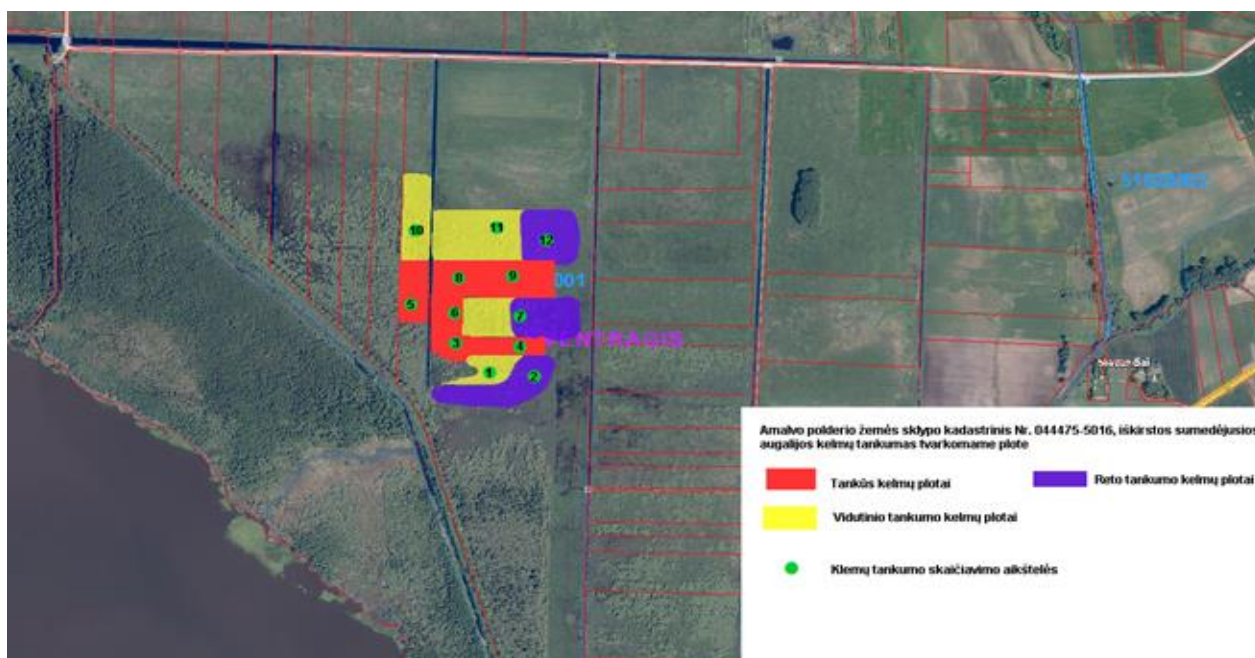 10
11
12
8
9
001
5
6
7
ENTRAGIS
3
4
1
2
Amalvo polderio žemės sklypo kadastrinis Nr. 044475-5016, iškirstos sumedėjusios
augalijos kelmų tankumas tvarkomame plote
Tankūs kelmų plotai
Reto tankumo kelmų plotai
Vidutinio tankumo kelmų plotai
Klemų tankumo skaičiavimo aikštelės